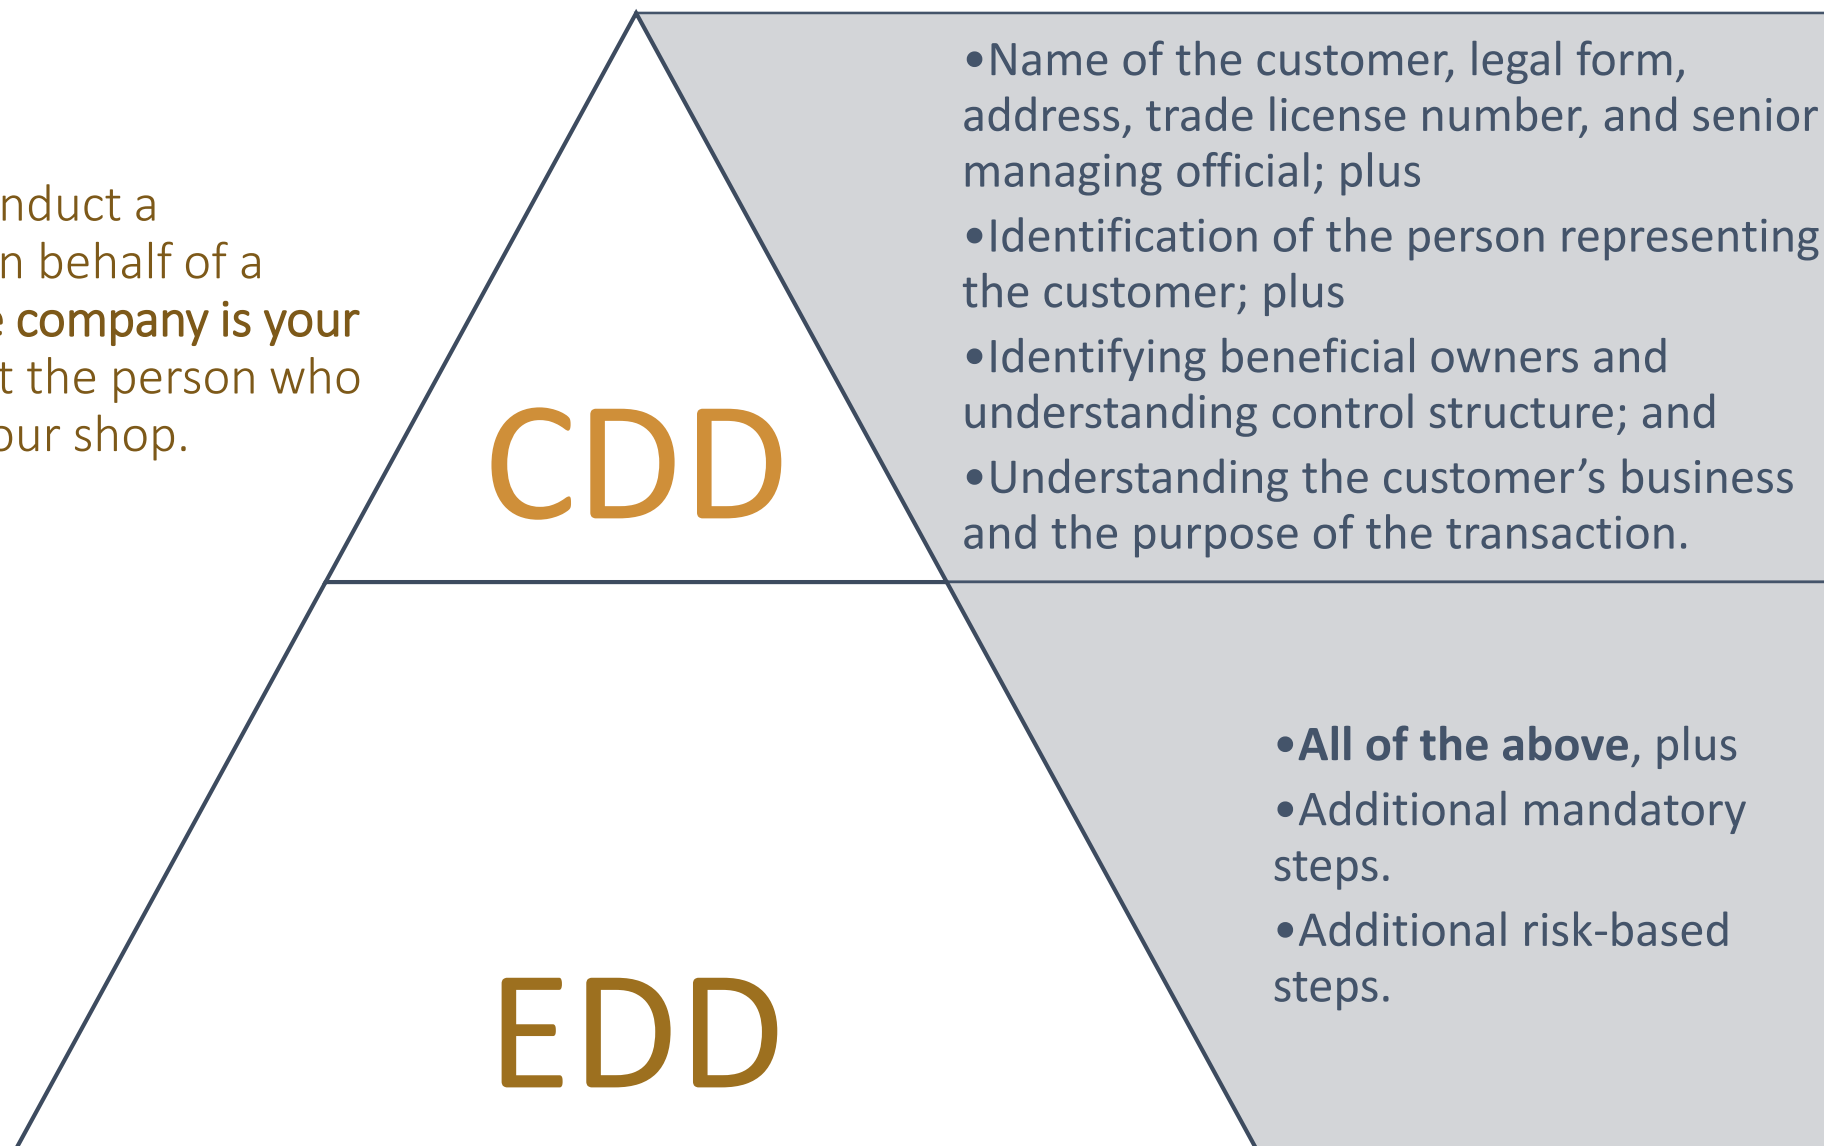 nduct a
n behalf of a
e company is your
t the person who
our shop.
CDD
•Name of the customer, legal form,
address, trade license number, and senior
managing official; plus
•Identification of the person representing
the customer; plus
•Identifying beneficial owners and
understanding control structure; and
•Understanding the customer’s business
and the purpose of the transaction.
EDD
•All of the above, plus
•Additional mandatory
steps.
•Additional risk-based
steps.